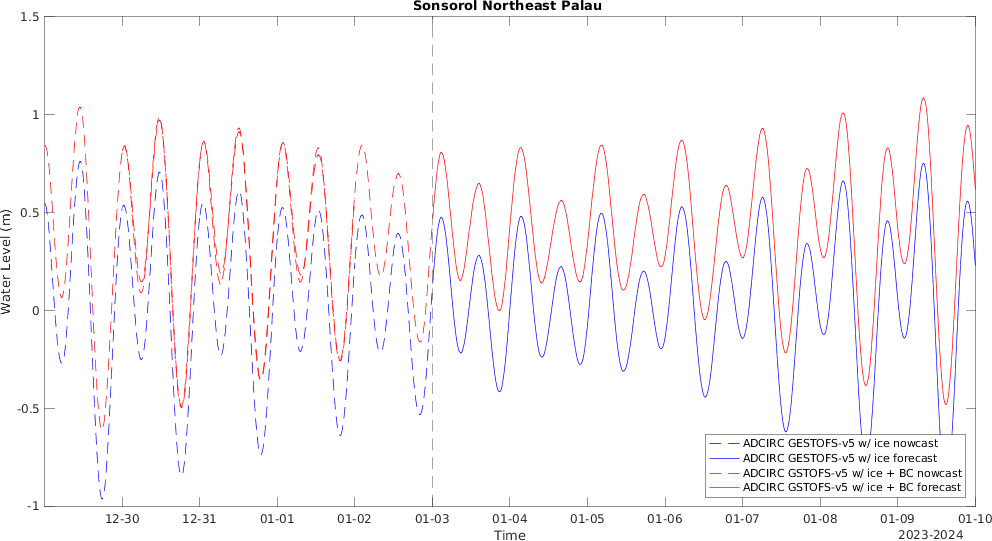 Sonsorol Northeast Palau
1.5
1
0.5
0
-0.5
-1
Water Level (m)
12-30
12-31
01-01
01-02
01-03
01-04
01-05
01-06
01-07
01-08
01-09
01-10
Time
2023-2024
ADCIRC GESTOFS-v5 w/ ice nowcast
ADCIRC GESTOFS-v5 w/ ice forecast
ADCIRC GSTOFS-v5 w/ ice + BC nowcast
ADCIRC GSTOFS-v5 w/ ice + BC forecast